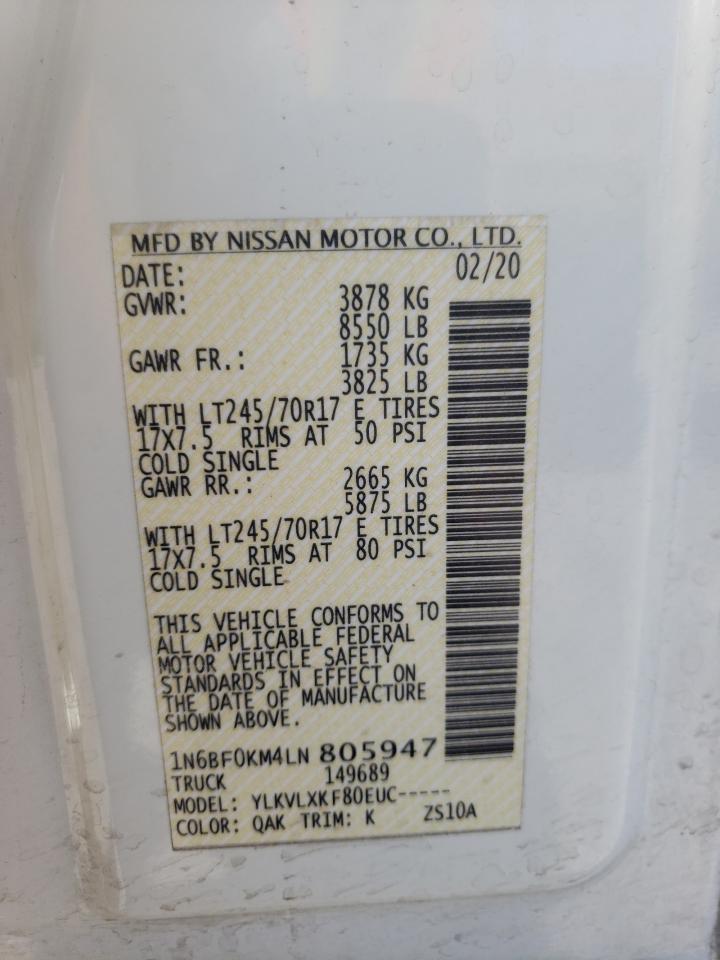 MFD BY NISSAN MOTOR CO., LTD.
DATE: 02/20
GVWR: 3878 KG
8550 LB
GAWR FR.: 1735 KG
3825 LB
WITH LT245/70R17 E TIRES
17X7.5 RIMS AT 50 PSI
COLD SINGLE
GAWR RR.: 2665 KG
5875 LB
WITH LT245/70R17 E TIRES
17X7.5 RIMS AT 80 PSI
COLD SINGLE
THIS VEHICLE CONFORMS TO
ALL APPLICABLE FEDERAL
MOTOR VEHICLE SAFETY
STANDARDS IN EFFECT ON
THE DATE OF MANUFACTURE
SHOWN ABOVE.
1N6BF0KM4LN 805947
TRUCK 149689
MODEL: YLKVLXKF80EUC-----
COLOR: QAK TRIM: K ZS10A